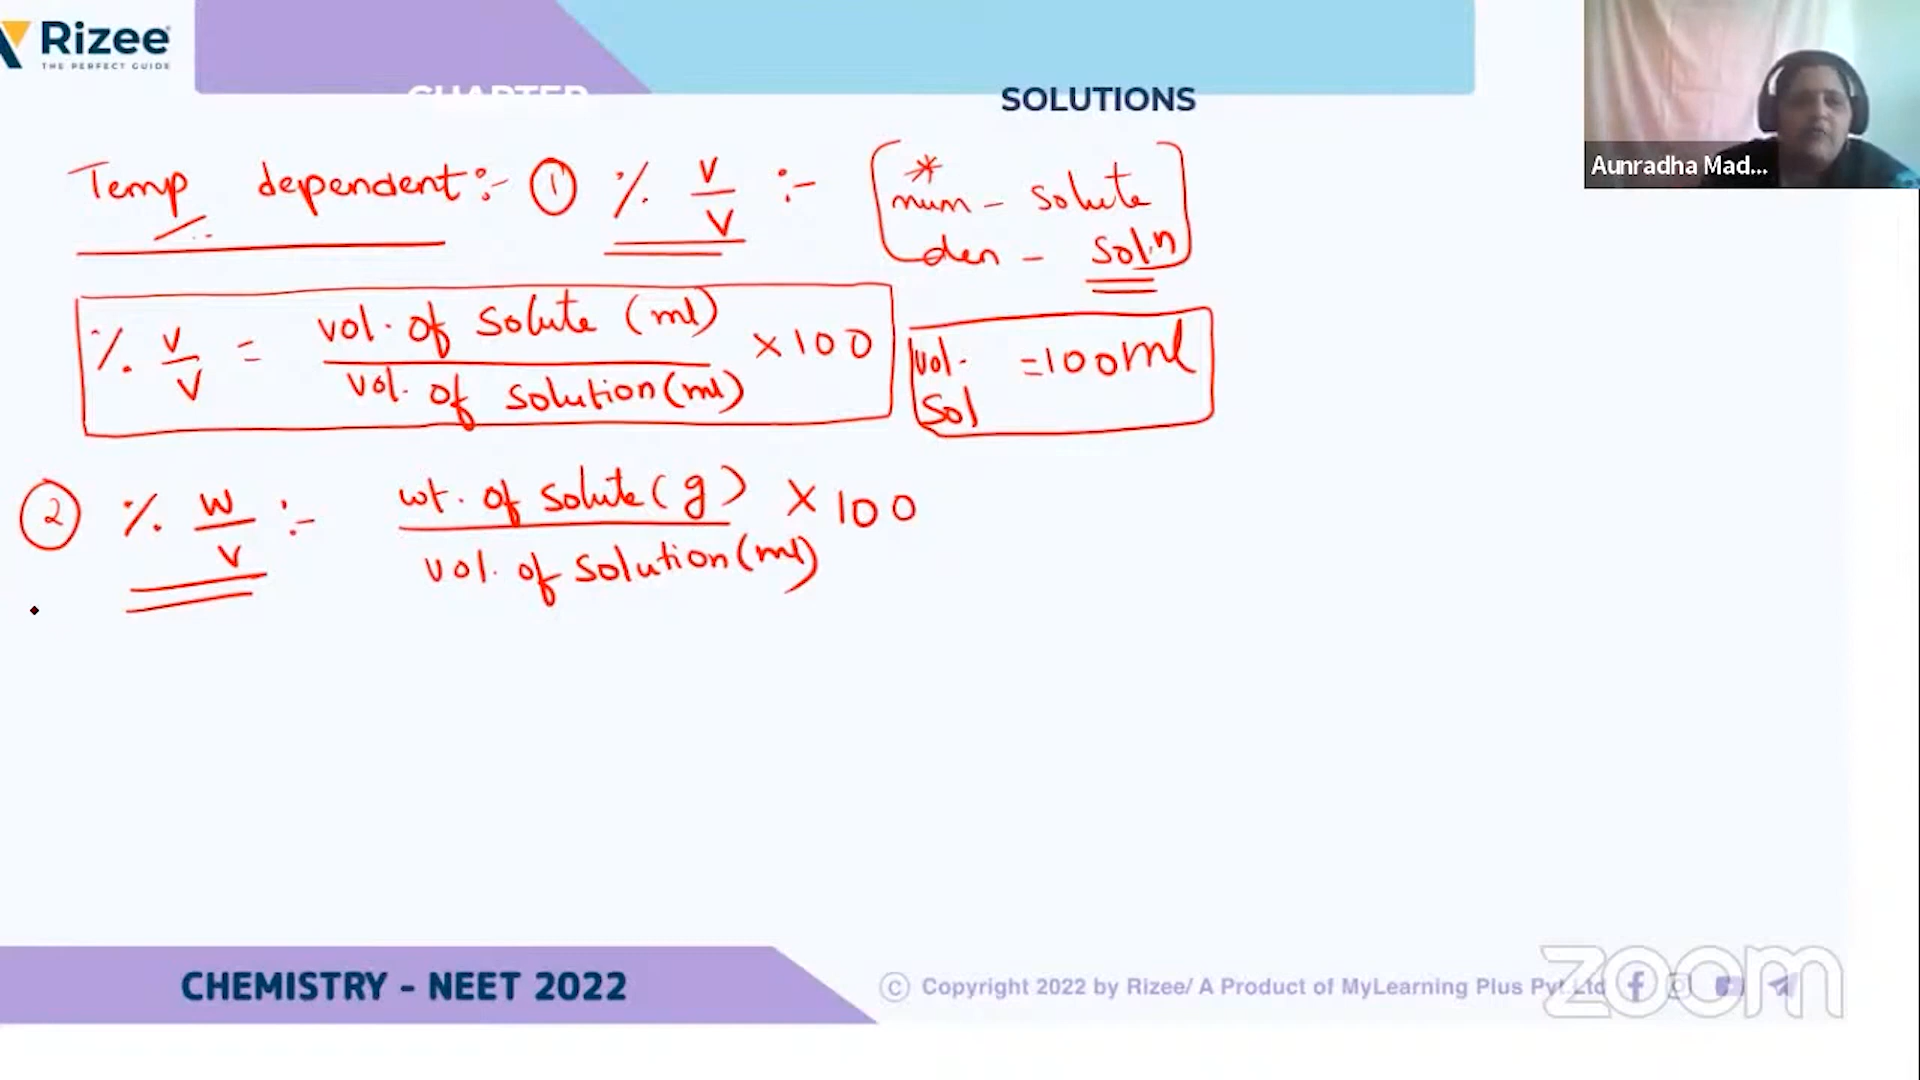 Rizee
THE PERFECT GUIDE
CHAPTER
SOLUTIONS
Aunradha Mad...
Temp dependent :- ① % V/V :-
* num - solute
den - Sol.n
% V/V = vol. of solute (ml) / vol. of solution (ml) × 100
vol. sol = 100 ml
② % W/V :- wt. of solute (g) / vol. of solution (ml) × 100
CHEMISTRY - NEET 2022
© Copyright 2022 by Rizee/ A Product of MyLearning Plus Pvt.Ltd
zoom